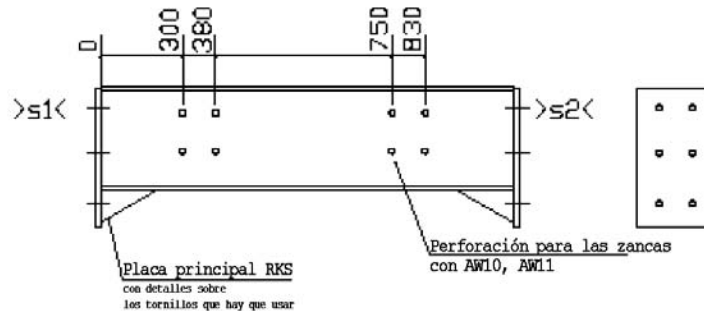 0 300 380 750 830
>s1< >s2<
Perforación para las zancas
con AW10, AW11
Placa principal RKS
con detalles sobre
los tornillos que hay que usar